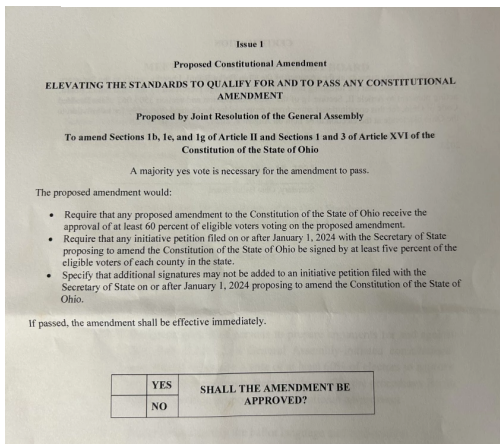 Issue 1
Proposed Constitutional Amendment
ELEVATING THE STANDARDS TO QUALIFY FOR AND TO PASS ANY CONSTITUTIONAL
AMENDMENT
Proposed by Joint Resolution of the General Assembly
To amend Sections 1b, 1e, and 1g of Article II and Sections 1 and 3 of Article XVI of the
Constitution of the State of Ohio
A majority yes vote is necessary for the amendment to pass.
The proposed amendment would:
• Require that any proposed amendment to the Constitution of the State of Ohio receive the
approval of at least 60 percent of eligible voters voting on the proposed amendment.
• Require that any initiative petition filed on or after January 1, 2024 with the Secretary of State
proposing to amend the Constitution of the State of Ohio be signed by at least five percent of the
eligible voters of each county in the state.
• Specify that additional signatures may not be added to an initiative petition filed with the
Secretary of State on or after January 1, 2024 proposing to amend the Constitution of the State of
Ohio.
If passed, the amendment shall be effective immediately.
YES
NO
SHALL THE AMENDMENT BE
APPROVED?